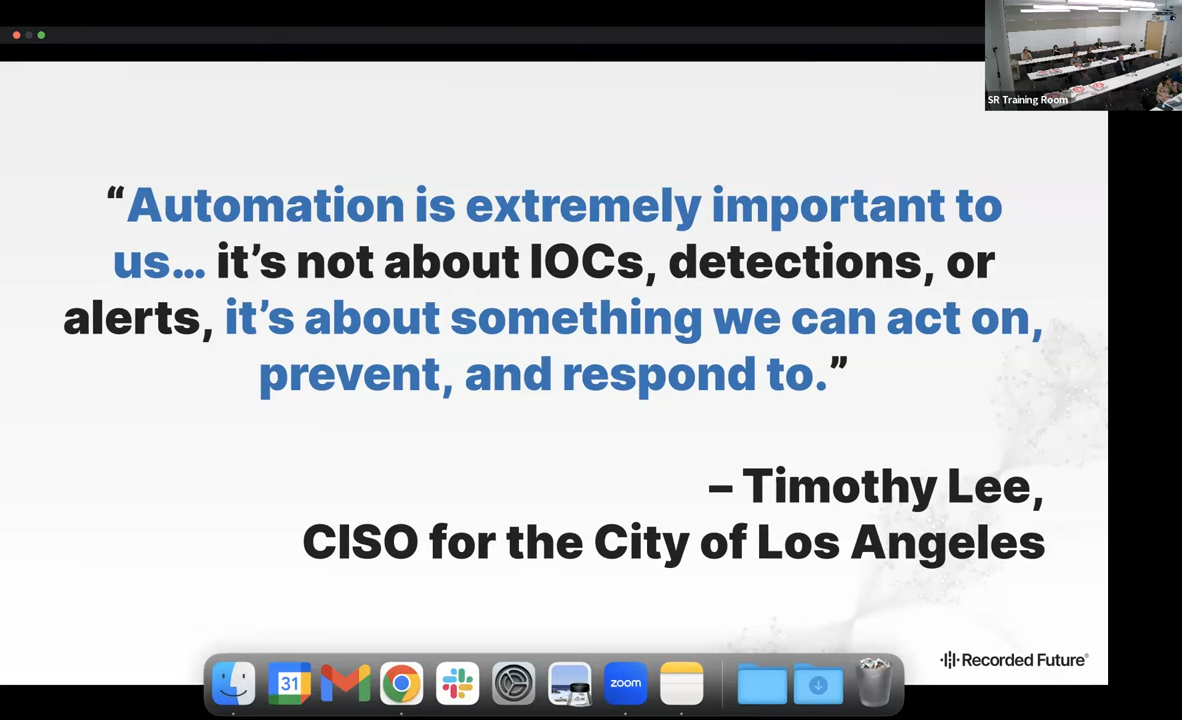 SR Training Room
“Automation is extremely important to
us... it’s not about IOCs, detections, or
alerts, it’s about something we can act on,
prevent, and respond to.”
– Timothy Lee,
CISO for the City of Los Angeles
Recorded Future®
31
zoom